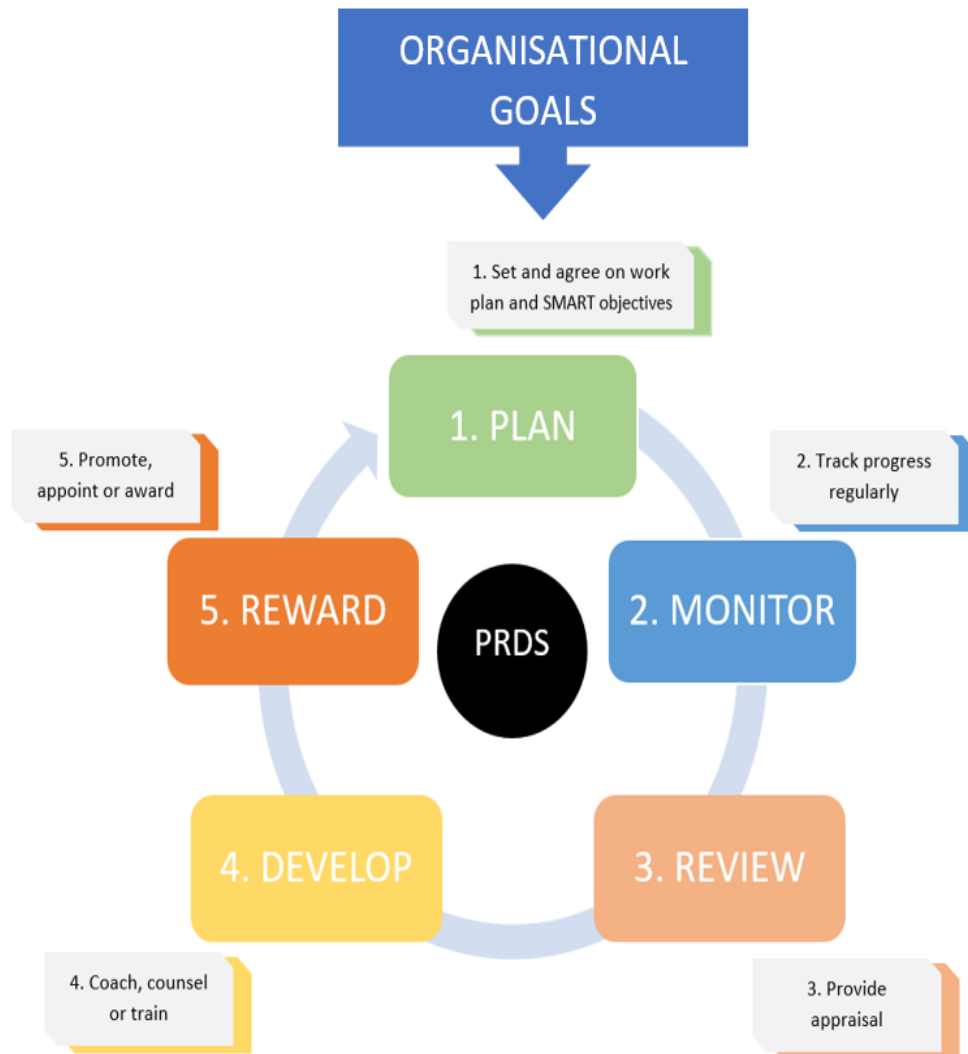 ORGANISATIONAL
GOALS
1. Set and agree on work
plan and SMART objectives
1. PLAN
5. Promote,
appoint or award
2. Track progress
regularly
5. REWARD
PRDS
2. MONITOR
4. DEVELOP
3. REVIEW
4. Coach, counsel
or train
3. Provide
appraisal